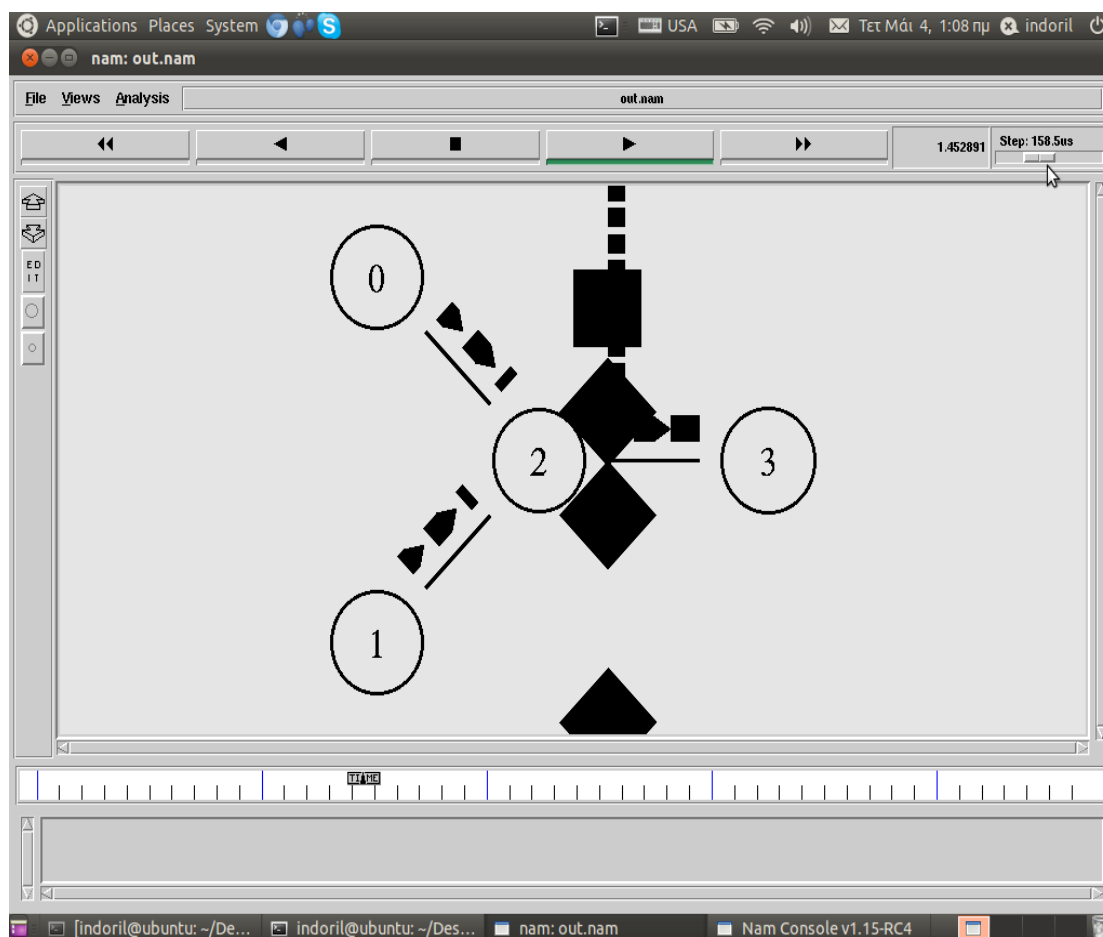 Applications Places System USA Τετ Μάι 4, 1:08 πμ indoril
nam: out.nam
File Views Analysis out.nam
1.452891 Step: 158.5us
E D
I T
0
2 3
1
TIME
[indoril@ubuntu: ~/De... indoril@ubuntu: ~/Des... nam: out.nam Nam Console v1.15-RC4